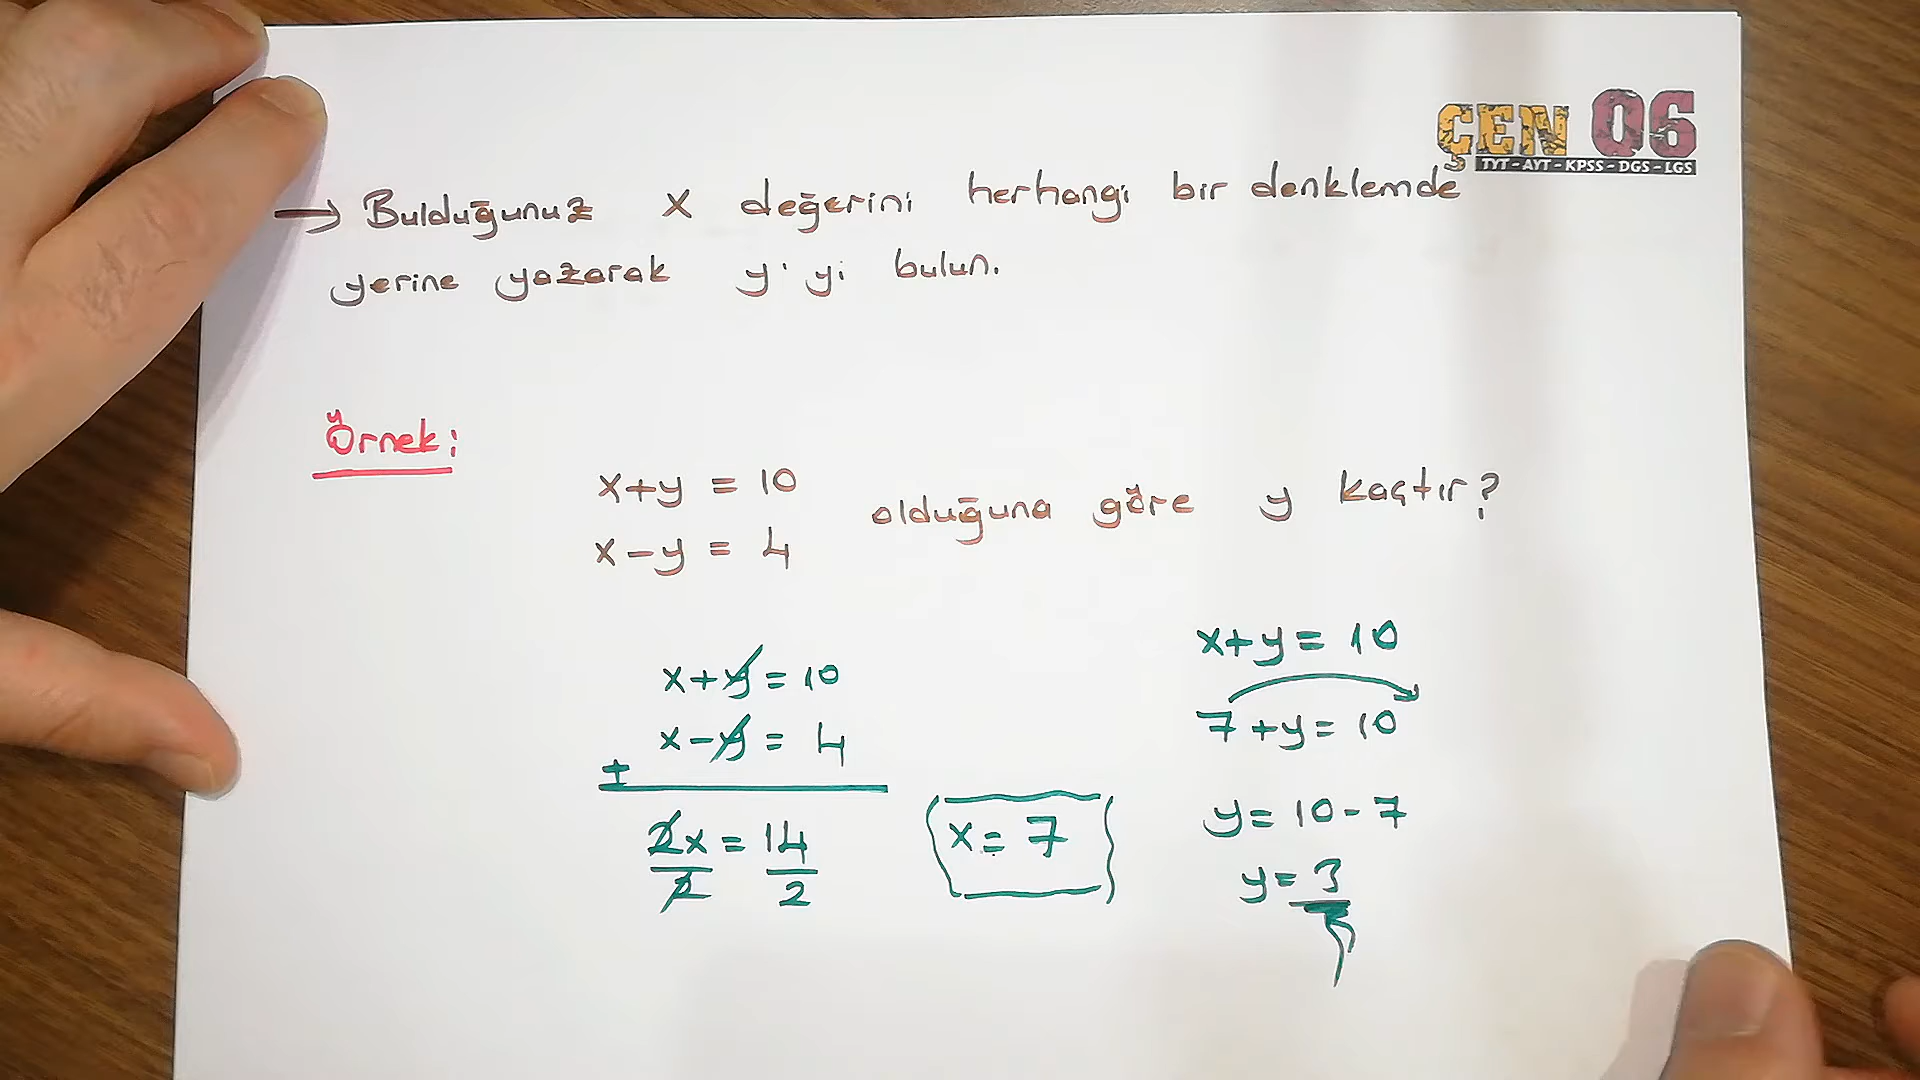 ÇEN 06
TYT - AYT - KPSS - DGS - LGS
→ Bulduğunuz x değerini herhangi bir denklemde
yerine yazarak y'yi bulun.
Örnek:
x+y = 10
x-y = 4
olduğuna göre y kaçtır?
x+y = 10
x-y = 4
+
2x = 14
2 2
x = 7
x+y = 10
7+y = 10
y = 10-7
y = 3